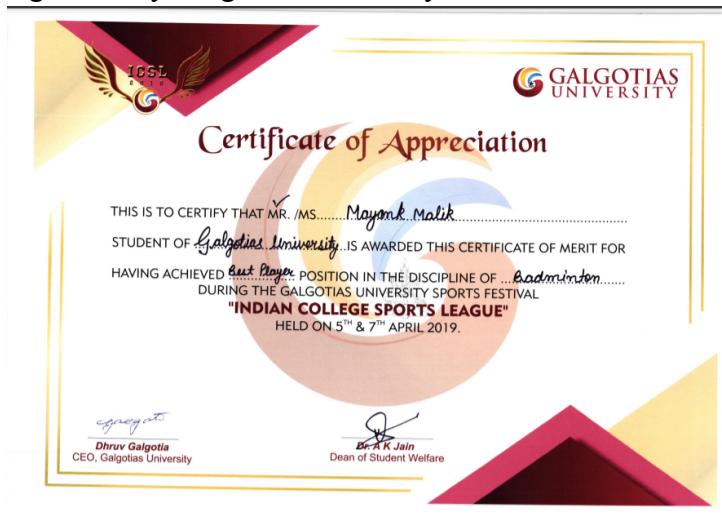 ICSL
2019
GALGOTIAS
UNIVERSITY
Certificate of Appreciation
THIS IS TO CERTIFY THAT MR. /MS........Mayank Malik........
STUDENT OF Galgotias University..IS AWARDED THIS CERTIFICATE OF MERIT FOR
HAVING ACHIEVED Best Player POSITION IN THE DISCIPLINE OF ...Badminton......
DURING THE GALGOTIAS UNIVERSITY SPORTS FESTIVAL
"INDIAN COLLEGE SPORTS LEAGUE"
HELD ON 5TH & 7TH APRIL 2019.
Dhruv Galgotia
CEO, Galgotias University
Dr. A K Jain
Dean of Student Welfare